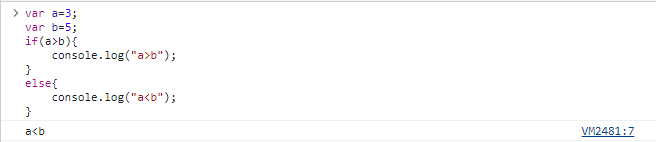 > var a=3;
var b=5;
if(a>b){
    console.log("a>b");
}
else{
    console.log("a<b");
}
a<b VM2481:7